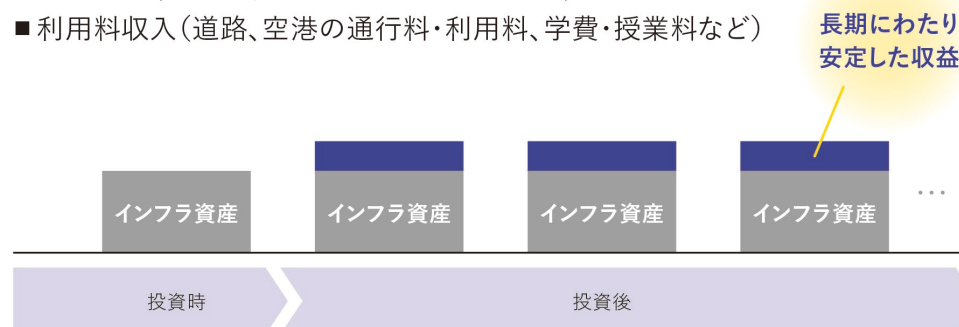 ■利用料収入(道路、空港の通行料・利用料、学費・授業料など)
長期にわたり
安定した収益
インフラ資産
インフラ資産
インフラ資産
インフラ資産
…
投資時
投資後